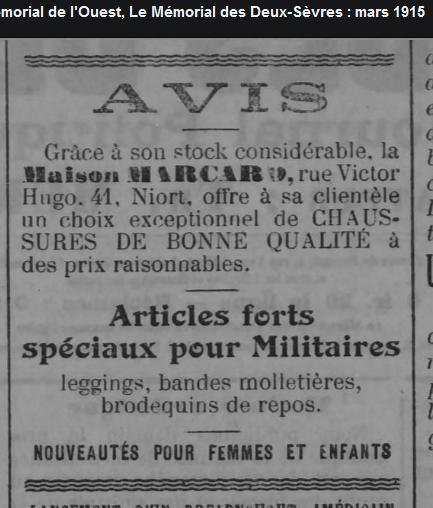 morial de l'Ouest, Le Mémorial des Deux-Sèvres : mars 1915
AVIS
Grâce à son stock considérable, la
Maison MARCARD, rue Victor
Hugo. 41, Niort, offre à sa clientèle
un choix exceptionnel de CHAUS-
SURES DE BONNE QUALITÉ à
des prix raisonnables.
Articles forts
spéciaux pour Militaires
leggings, bandes molletières,
brodequins de repos.
NOUVEAUTÉS POUR FEMMES ET ENFANTS